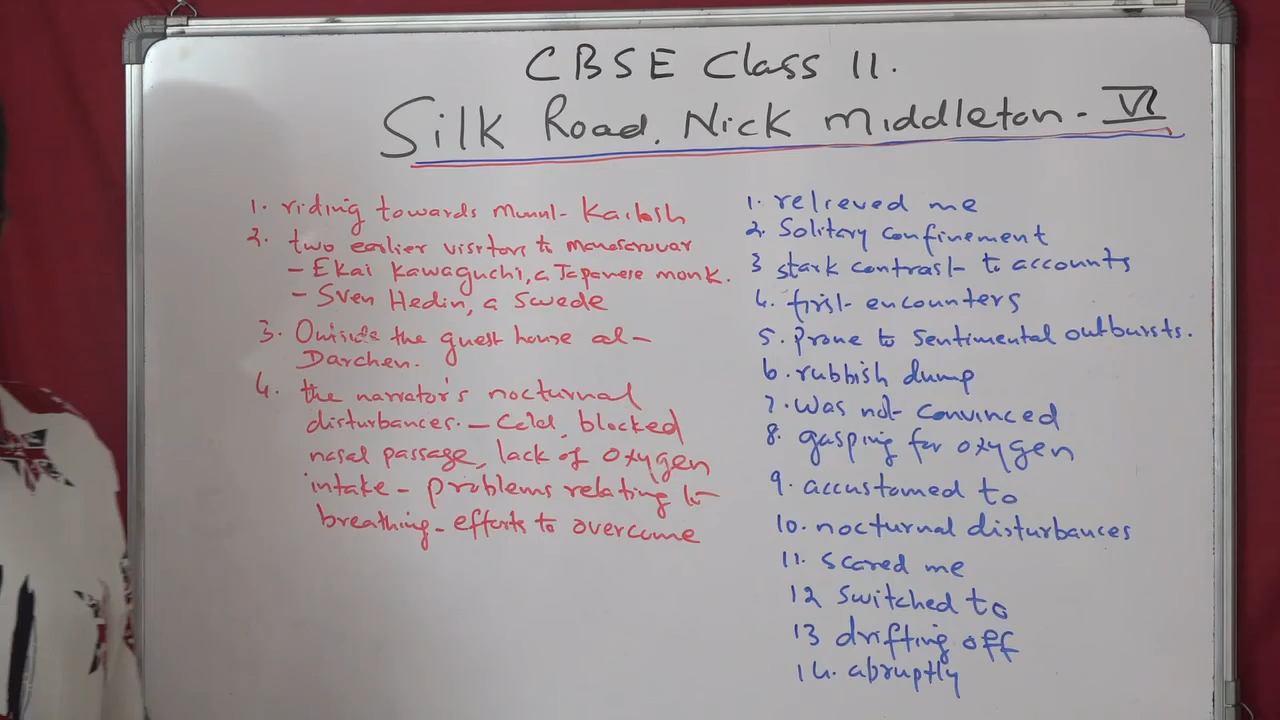 CBSE Class 11.
Silk Road. Nick Middleton - VI
1. riding towards Mount Kailash
2. two earlier visitors to Manasarovar
- Ekai Kawaguchi, a Japanese monk.
- Sven Hedin, a Swede
3. Outside the guest house at
Darchen.
4. the narrator's nocturnal
disturbances. - Cold, blocked
nasal passage, lack of oxygen
intake - problems relating to
breathing - efforts to overcome
1. relieved me
2. Solitary confinement
3 stark contrast to accounts
4. first encounters
5. Prone to sentimental outbursts.
6. rubbish dump
7. was not convinced
8. gasping for oxygen
9. accustomed to
10. nocturnal disturbances
11. scared me
12 switched to
13 drifting off
14. abruptly